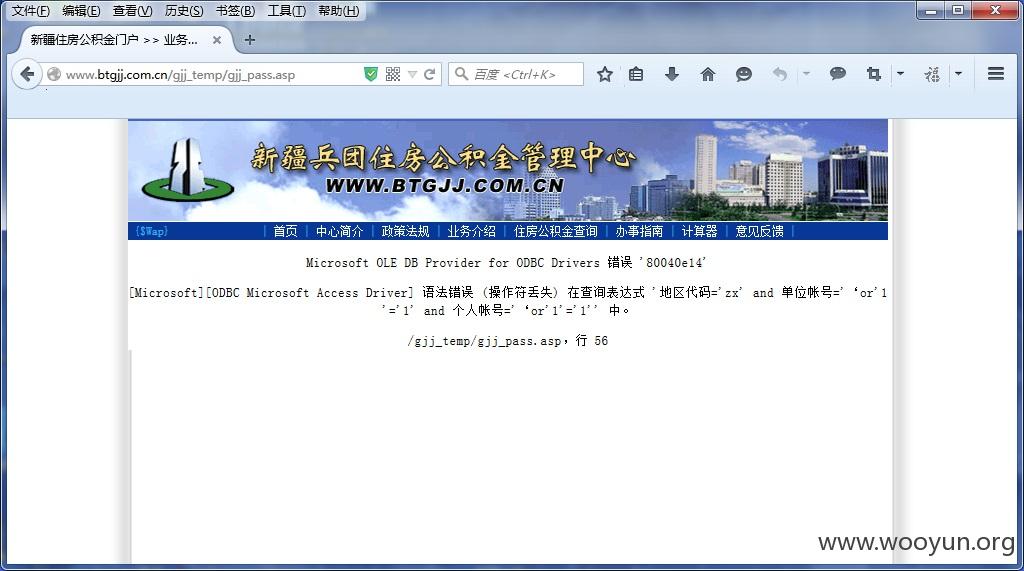 文件(F) 编辑(E) 查看(V) 历史(S) 书签(B) 工具(T) 帮助(H)
新疆住房公积金门户 >> 业务...
www.btgjj.com.cn/gjj_temp/gjj_pass.asp
百度 <Ctrl+K>
福
新疆兵团住房公积金管理中心
WWW.BTGJJ.COM.CN
{$Wap} | 首页 | 中心简介 | 政策法规 | 业务介绍 | 住房公积金查询 | 办事指南 | 计算器 | 意见反馈 |
Microsoft OLE DB Provider for ODBC Drivers 错误 '80040e14'
[Microsoft][ODBC Microsoft Access Driver] 语法错误 (操作符丢失) 在查询表达式 '地区代码='zx' and 单位帐号=' ‘or'1
'='1' and 个人帐号=' ‘or'1'='1'' 中。
/gjj_temp/gjj_pass.asp，行 56
www.wooyun.org